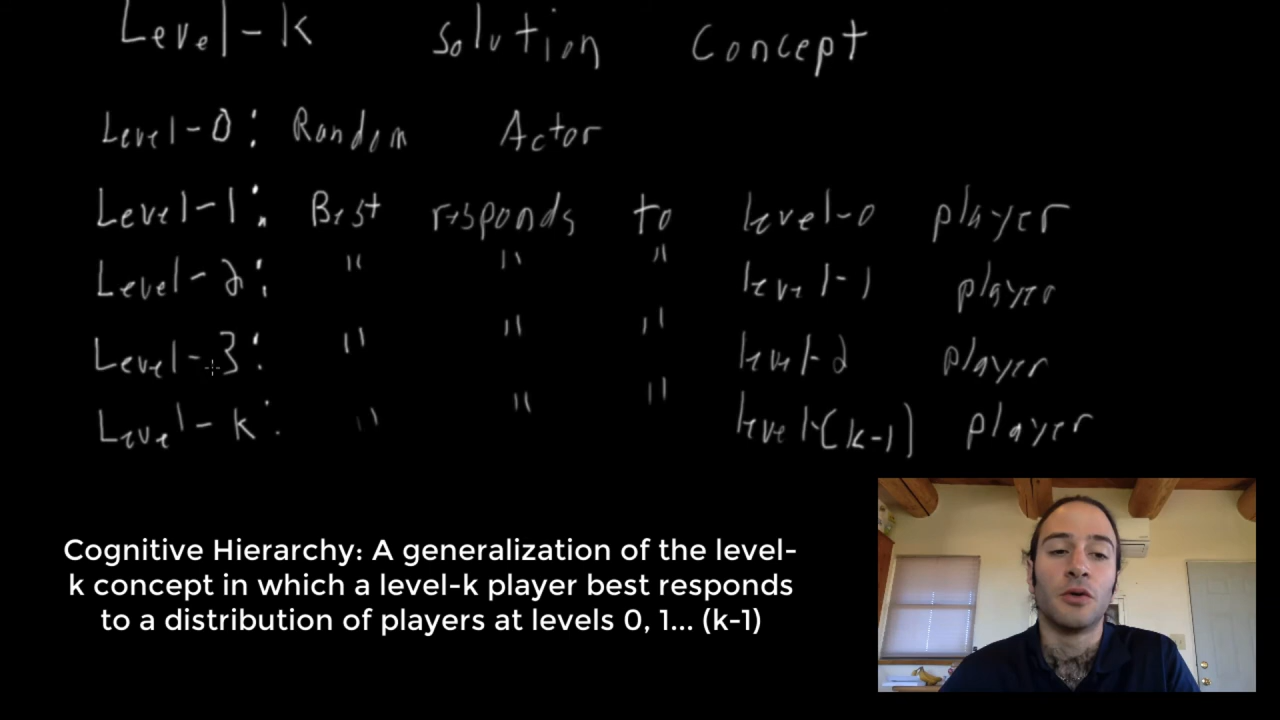 Level-k Solution Concept
Level-0: Random Actor
Level-1: Best responds to level-0 player
Level-2: " " " level-1 player
Level-3: " " " level-2 player
Level-k: " " " level-(k-1) player
Cognitive Hierarchy: A generalization of the level-
k concept in which a level-k player best responds
to a distribution of players at levels 0, 1... (k-1)